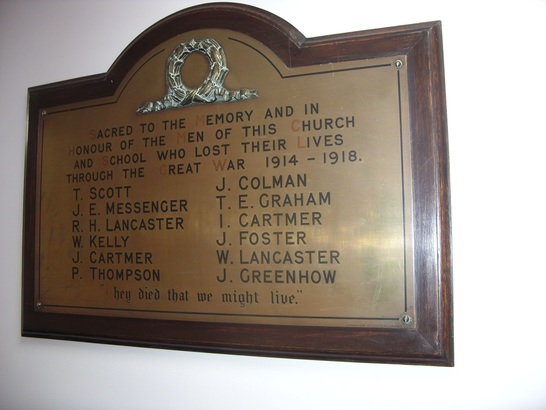 SACRED TO THE MEMORY AND IN
HONOUR OF THE MEN OF THIS CHURCH
AND SCHOOL WHO LOST THEIR LIVES
THROUGH THE GREAT WAR 1914 - 1918.
T. SCOTT
J. E. MESSENGER
R. H. LANCASTER
W. KELLY
J. CARTMER
P. THOMPSON
J. COLMAN
T. E. GRAHAM
I. CARTMER
J. FOSTER
W. LANCASTER
J. GREENHOW
"They died that we might live."